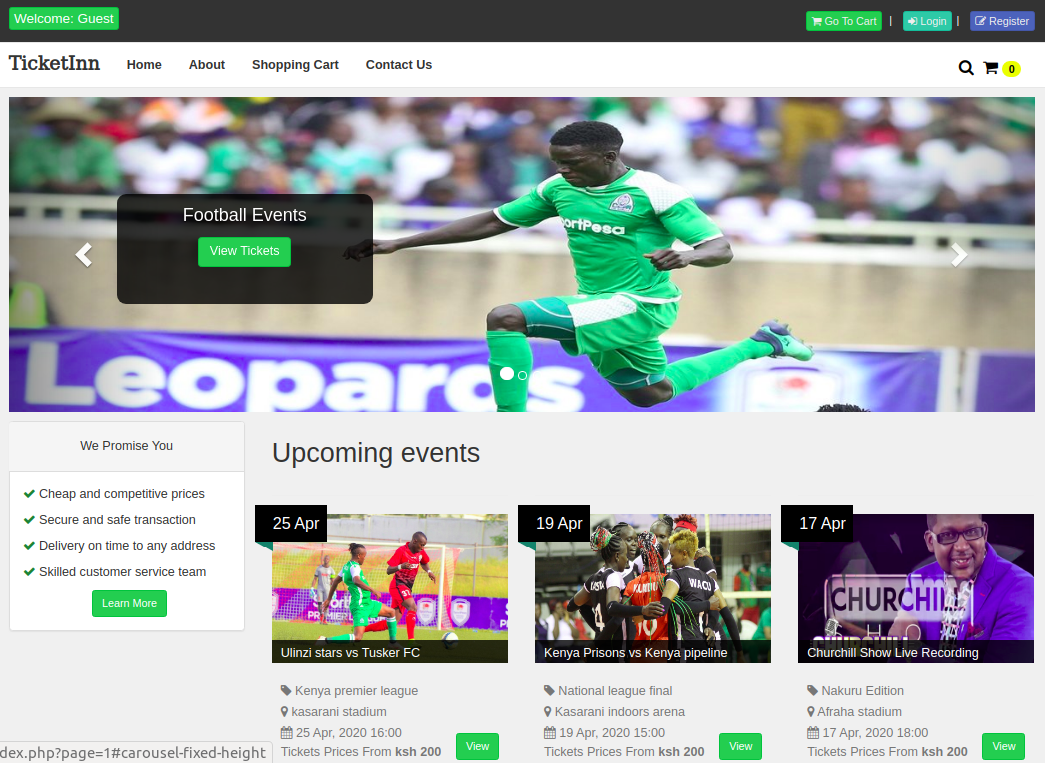 Welcome: Guest
Go To Cart | Login | Register
TicketInn Home About Shopping Cart Contact Us 0
Football Events
View Tickets
ortPesa
Leopards
We Promise You
Cheap and competitive prices
Secure and safe transaction
Delivery on time to any address
Skilled customer service team
Learn More
Upcoming events
25 Apr
Ulinzi stars vs Tusker FC
Kenya premier league
kasarani stadium
25 Apr, 2020 16:00
Tickets Prices From ksh 200
View
19 Apr
WACU
Kenya Prisons vs Kenya pipeline
National league final
Kasarani indoors arena
19 Apr, 2020 15:00
Tickets Prices From ksh 200
View
17 Apr
CHURCHILL
Churchill Show Live Recording
Nakuru Edition
Afraha stadium
17 Apr, 2020 18:00
Tickets Prices From ksh 200
View
dex.php?page=1#carousel-fixed-height